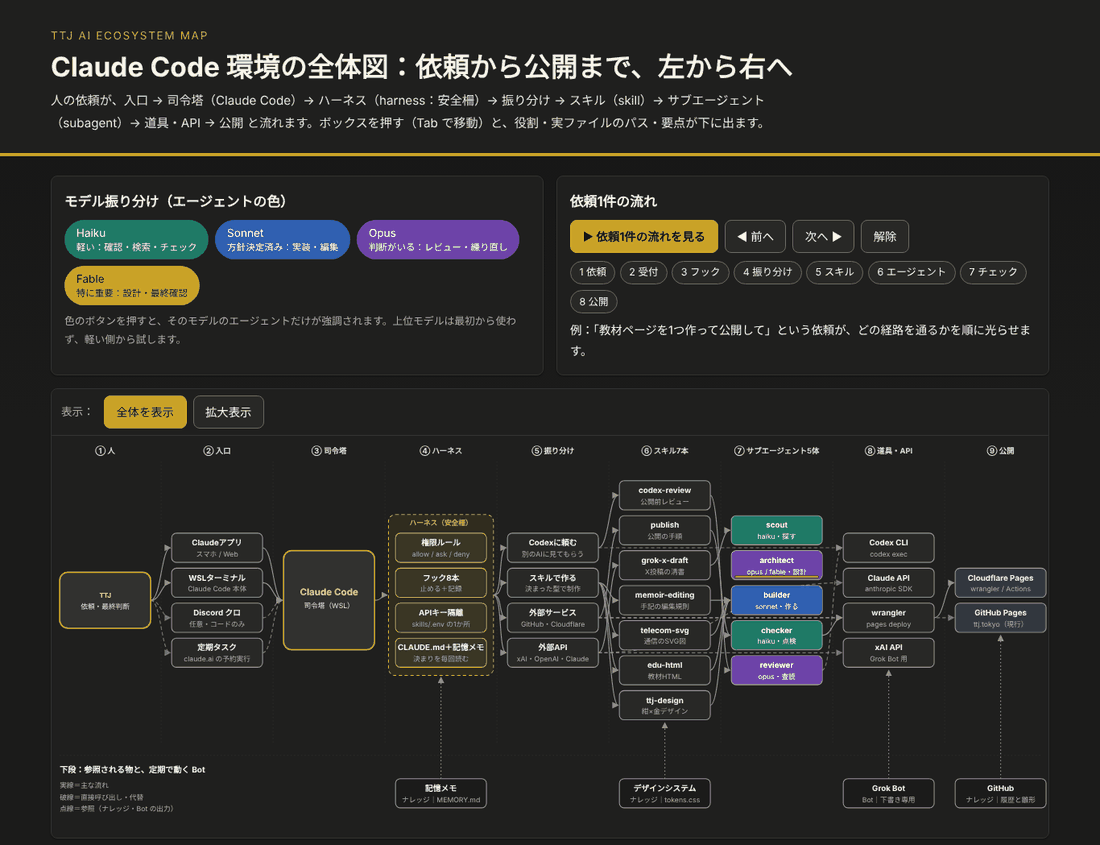 TTJ AI ECOSYSTEM MAP
Claude Code 環境の全体図：依頼から公開まで、左から右へ
人の依頼が、入口 → 司令塔（Claude Code）→ ハーネス（harness：安全柵）→ 振り分け → スキル（skill）→ サブエージェント
（subagent）→ 道具・API → 公開 と流れます。ボックスを押す（Tab で移動）と、役割・実ファイルのパス・要点が下に出ます。
モデル振り分け（エージェントの色）
Haiku
軽い：確認・検索・チェック
Sonnet
方針決定済み：実装・編集
Opus
判断がいる：レビュー・繰り返し
Fable
特に重要：設計・最終確認
色のボタンを押すと、そのモデルのエージェントだけが強調されます。上位モデルは最初から使わ
ず、軽い側から試します。
依頼1件の流れ
▶ 依頼1件の流れを見る
◀ 前へ
次へ ▶
解除
1 依頼
2 受付
3 フック
4 振り分け
5 スキル
6 エージェント
7 チェック
8 公開
例：「教材ページを1つ作って公開して」という依頼が、どの経路を通るかを順に光らせま
す。
表示：
全体を表示
拡大表示
① 人
② 入口
③ 司令塔
④ ハーネス
⑤ 振り分け
⑥ スキル7本
⑦ サブエージェント5体
⑧ 道具・API
⑨ 公開
TTJ
依頼・最終判断
Claudeアプリ
スマホ / Web
WSLターミナル
Claude Code 本体
Discord クロ
任意・コードのみ
定期タスク
claude.ai の予約実行
Claude Code
司令塔（WSL）
ハーネス（安全柵）
権限ルール
allow / ask / deny
フック8本
止める＋記録
APIキー隔離
skills/.env の1か所
CLAUDE.md＋記憶メモ
決まりを毎回読む
Codexに頼む
別のAIに見てもらう
スキルで作る
決まった型で制作
外部サービス
GitHub・Cloudflare
外部API
xAI・OpenAI・Claude
codex-review
公開前レビュー
publish
公開の手順
grok-x-draft
X投稿の清書
memoir-editing
手記の編集規則
telecom-svg
通信のSVG図
edu-html
教材HTML
ttj-design
紺×金デザイン
scout
haiku・探す
architect
opus / fable・設計
builder
sonnet・作る
checker
haiku・点検
reviewer
opus・査読
Codex CLI
codex exec
Claude API
anthropic SDK
wrangler
pages deploy
xAI API
Grok Bot 用
Cloudflare Pages
wrangler / Actions
GitHub Pages
ttj.tokyo（現行）
下段：参照される物と、定期で動く Bot
実線＝主な流れ
破線＝直接呼び出し・代替
点線＝参照（ナレッジ・Bot の出力）
記憶メモ
ナレッジ｜MEMORY.md
デザインシステム
ナレッジ｜tokens.css
Grok Bot
Bot｜下書き専用
GitHub
ナレッジ｜履歴と雛形